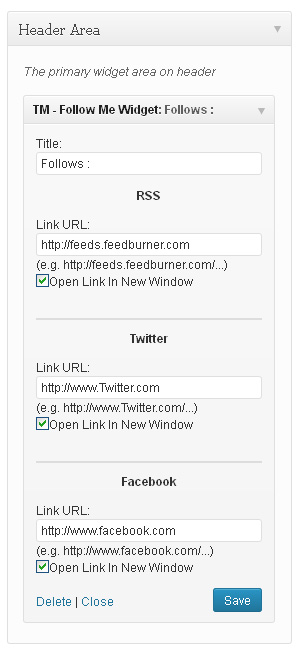 Header Area
The primary widget area on header
TM - Follow Me Widget: Follows :
Title:
Follows :
RSS
Link URL:
http://feeds.feedburner.com
(e.g. http://feeds.feedburner.com/...)
Open Link In New Window
Twitter
Link URL:
http://www.Twitter.com
(e.g. http://www.Twitter.com/...)
Open Link In New Window
Facebook
Link URL:
http://www.facebook.com
(e.g. http://www.facebook.com/...)
Open Link In New Window
Delete | Close
Save